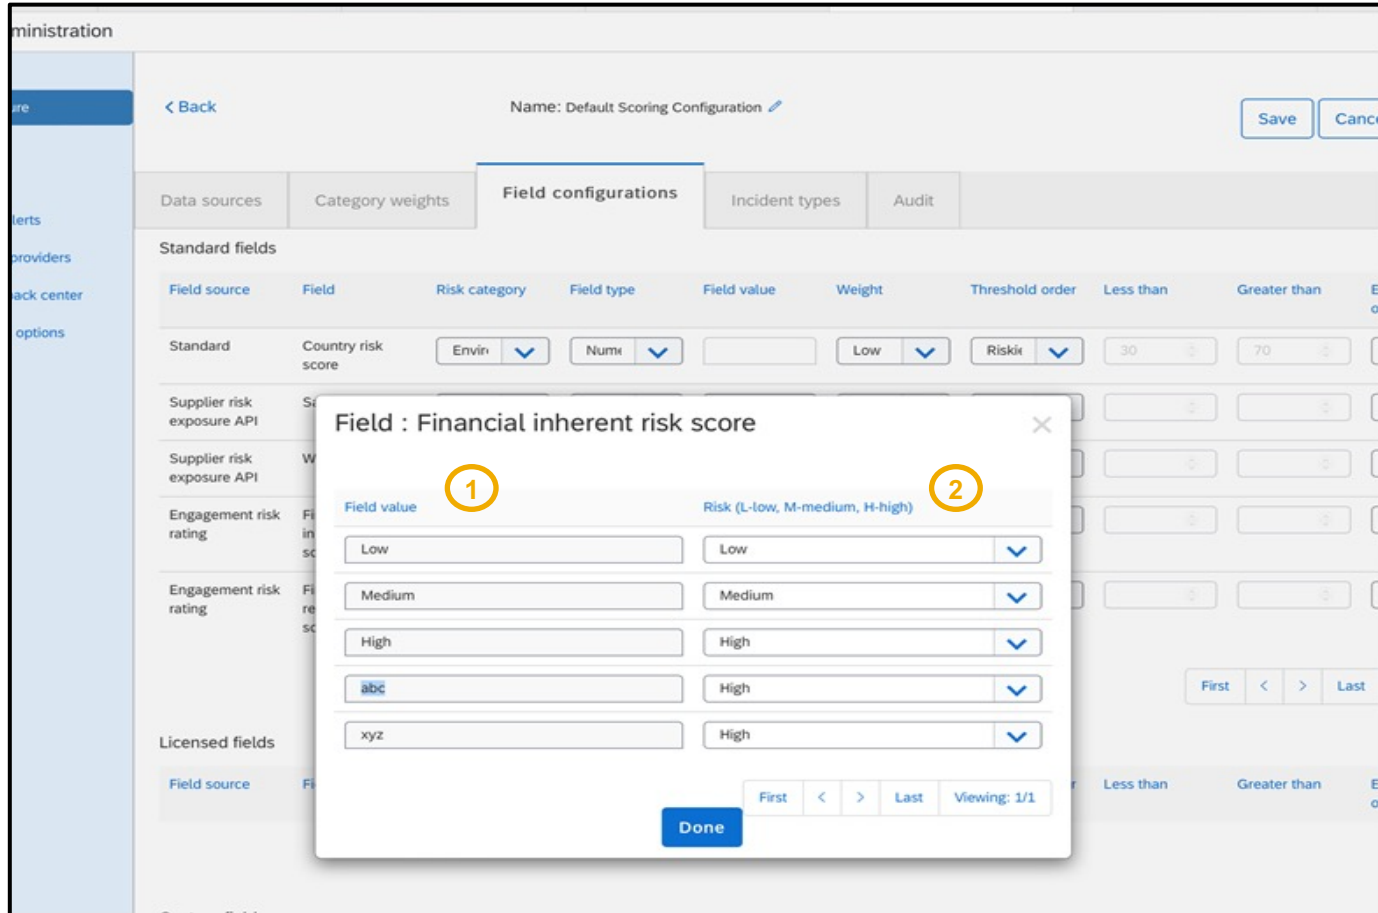 ministration
ure
< Back
Name: Default Scoring Configuration
Save
Data sources
Category weights
Field configurations
Incident types
Audit
lerts
providers
ack center
options
Standard fields
Field source Field Risk category Field type Field value Weight Threshold order Less than Greater than
Standard
Country risk
score
Envir
Nume
Low
Riskie
30
70
Supplier risk
exposure API
Supplier risk
exposure API
Engagement risk
rating
Engagement risk
rating
Field : Financial inherent risk score
1
2
Field value
Risk (L-low, M-medium, H-high)
Low Low
Medium Medium
High High
abc High
xyz High
First < > Last Viewing: 1/1
Done
First < > Last
Licensed fields
Field source
Less than
Greater than